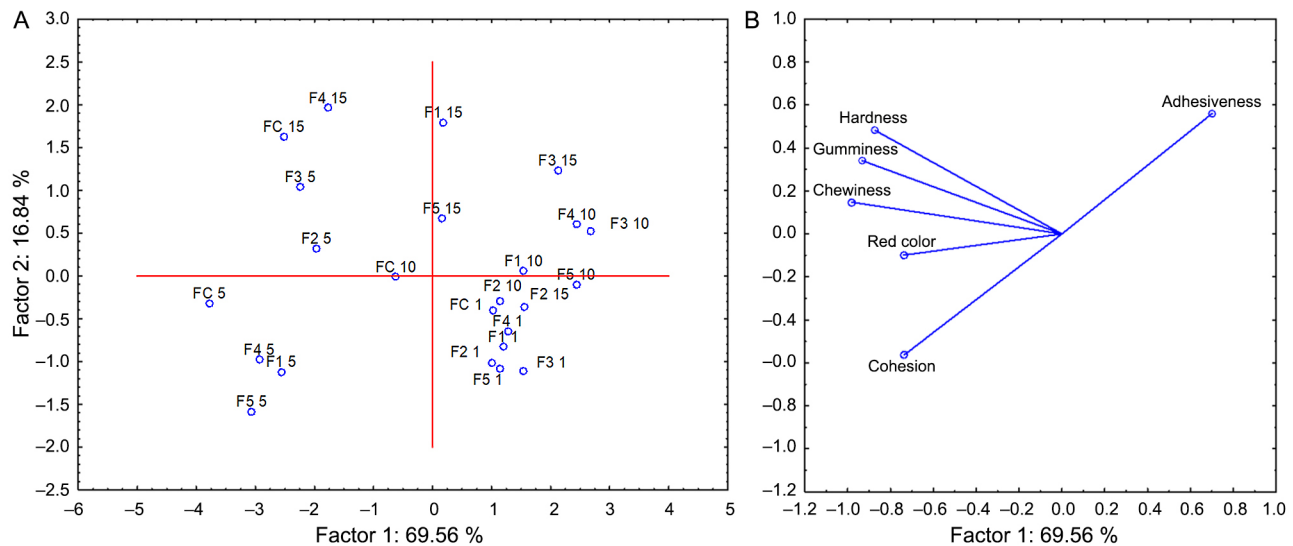 A
3.0
2.5
2.0
1.5
1.0
0.5
0.0
–0.5
–1.0
–1.5
–2.0
–2.5
Factor 2: 16.84 %
F4 15
FC 15
F1 15
F3 5
F3 15
F5 15
F4 10
F3 10
F2 5
FC 10
F1 10
F5 10
FC 5
F2 10
F2 15
FC 1
F4 1
F1 1
F4 5
F1 5
F2 1
F3 1
F5 1
F5 5
–6
–5
–4
–3
–2
–1
0
1
2
3
4
5
Factor 1: 69.56 %
B
1.0
0.8
0.6
0.4
0.2
0.0
–0.2
–0.4
–0.0
–0.8
–1.0
–1.2
Adhesiveness
Hardness
Gumminess
Chewiness
Red color
Cohesion
–1.2
–1.0
–0.8
–0.6
–0.4
–0.2
0.0
0.2
0.4
0.6
0.8
1.0
Factor 1: 69.56 %